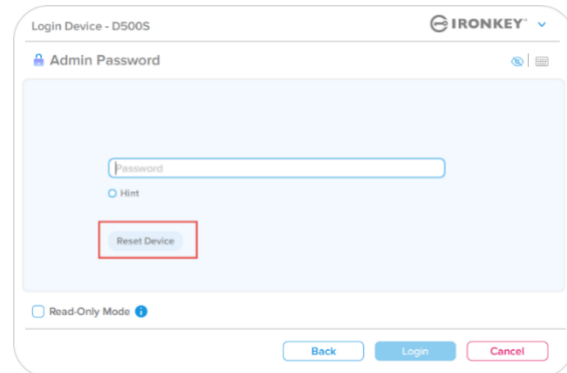 Login Device - D500S
IRONKEY
Admin Password
Password
Hint
Reset Device
Read-Only Mode
Back
Login
Cancel